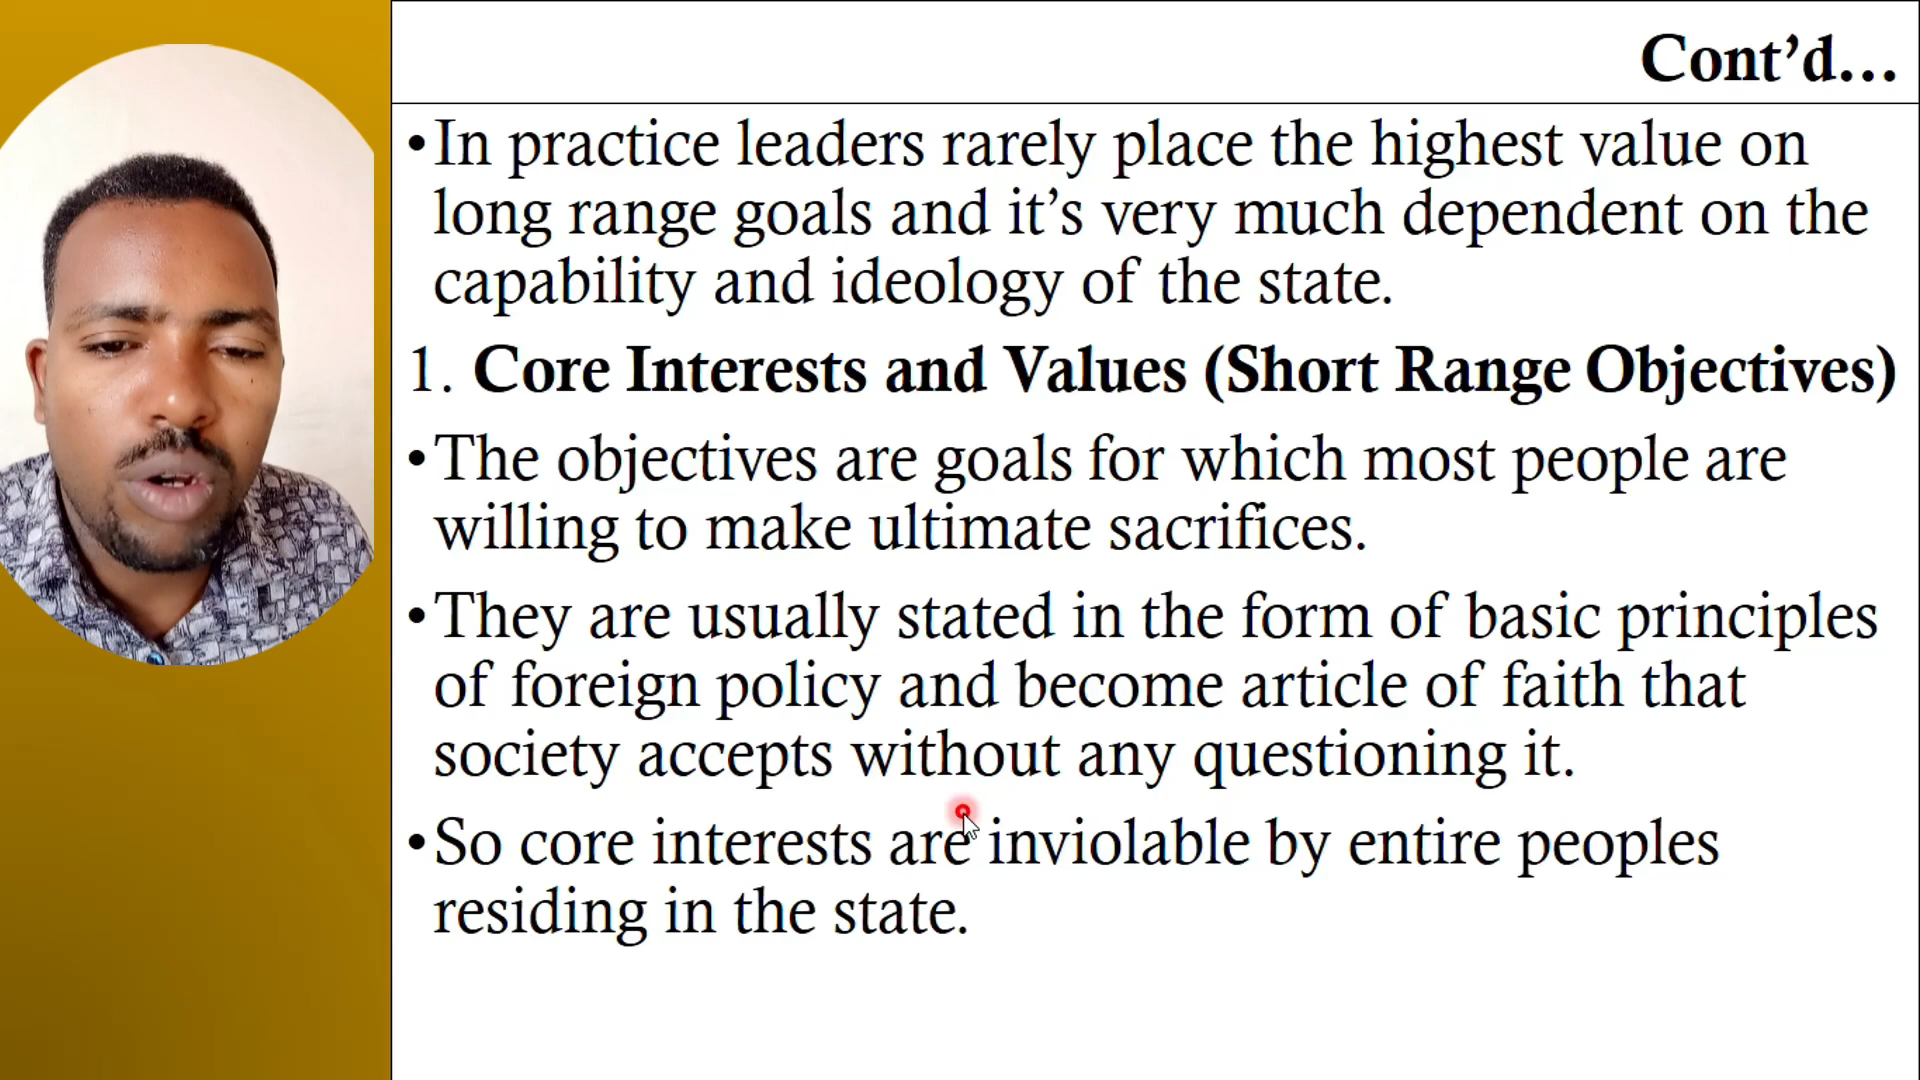 Cont’d...
•In practice leaders rarely place the highest value on
long range goals and it’s very much dependent on the
capability and ideology of the state.
1. Core Interests and Values (Short Range Objectives)
•The objectives are goals for which most people are
willing to make ultimate sacrifices.
•They are usually stated in the form of basic principles
of foreign policy and become article of faith that
society accepts without any questioning it.
•So core interests are inviolable by entire peoples
residing in the state.